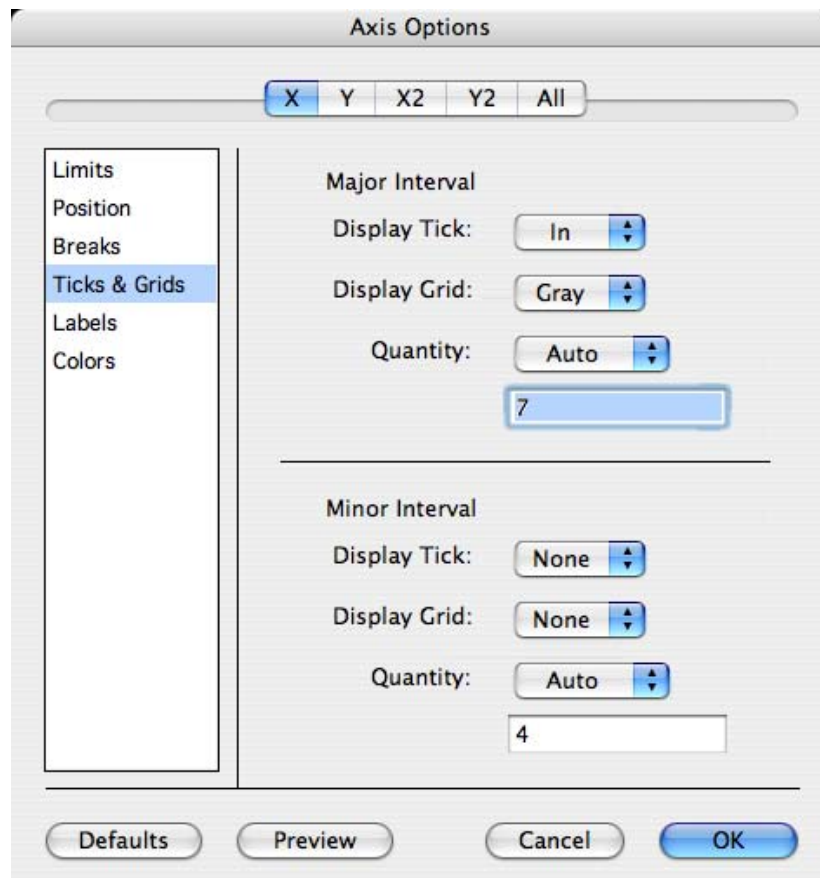 Axis Options
X Y X2 Y2 All
Limits
Position
Breaks
Ticks & Grids
Labels
Colors
Major Interval
Display Tick: In
Display Grid: Gray
Quantity: Auto
7
Minor Interval
Display Tick: None
Display Grid: None
Quantity: Auto
4
Defaults Preview Cancel OK